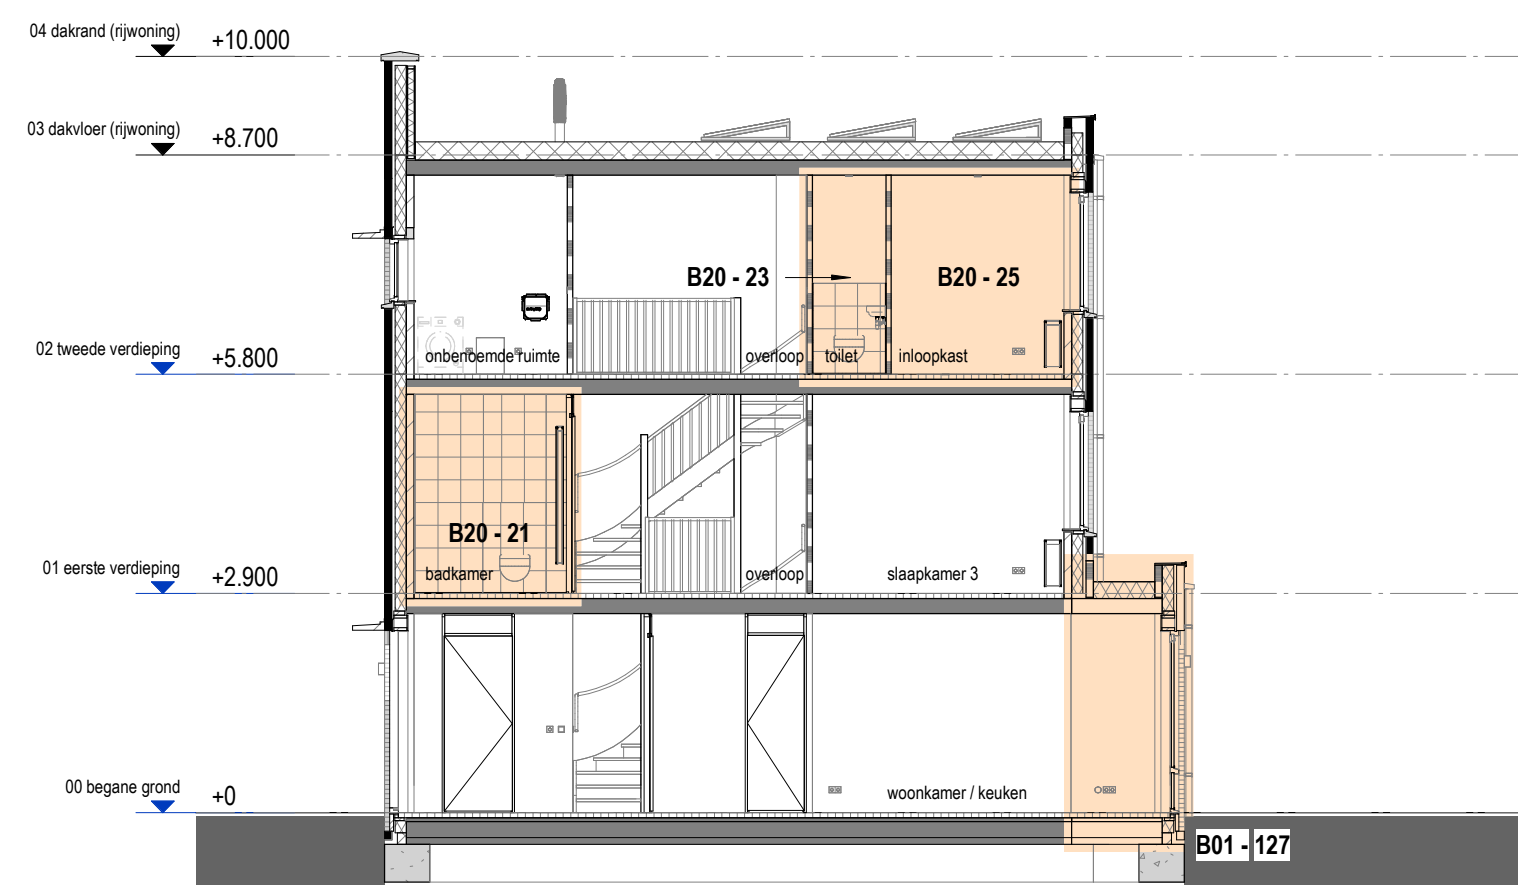 04 dakrand (rijwoning)
+10.000
03 dakvloer (rijwoning)
+8.700
B20 - 23
B20 - 25
02 tweede verdieping
+5.800
onbenoemde ruimte
overloop
toilet
inloopkast
B20 - 21
01 eerste verdieping
+2.900
badkamer
overloop
slaapkamer 3
00 begane grond
+0
woonkamer / keuken
B01 - 127